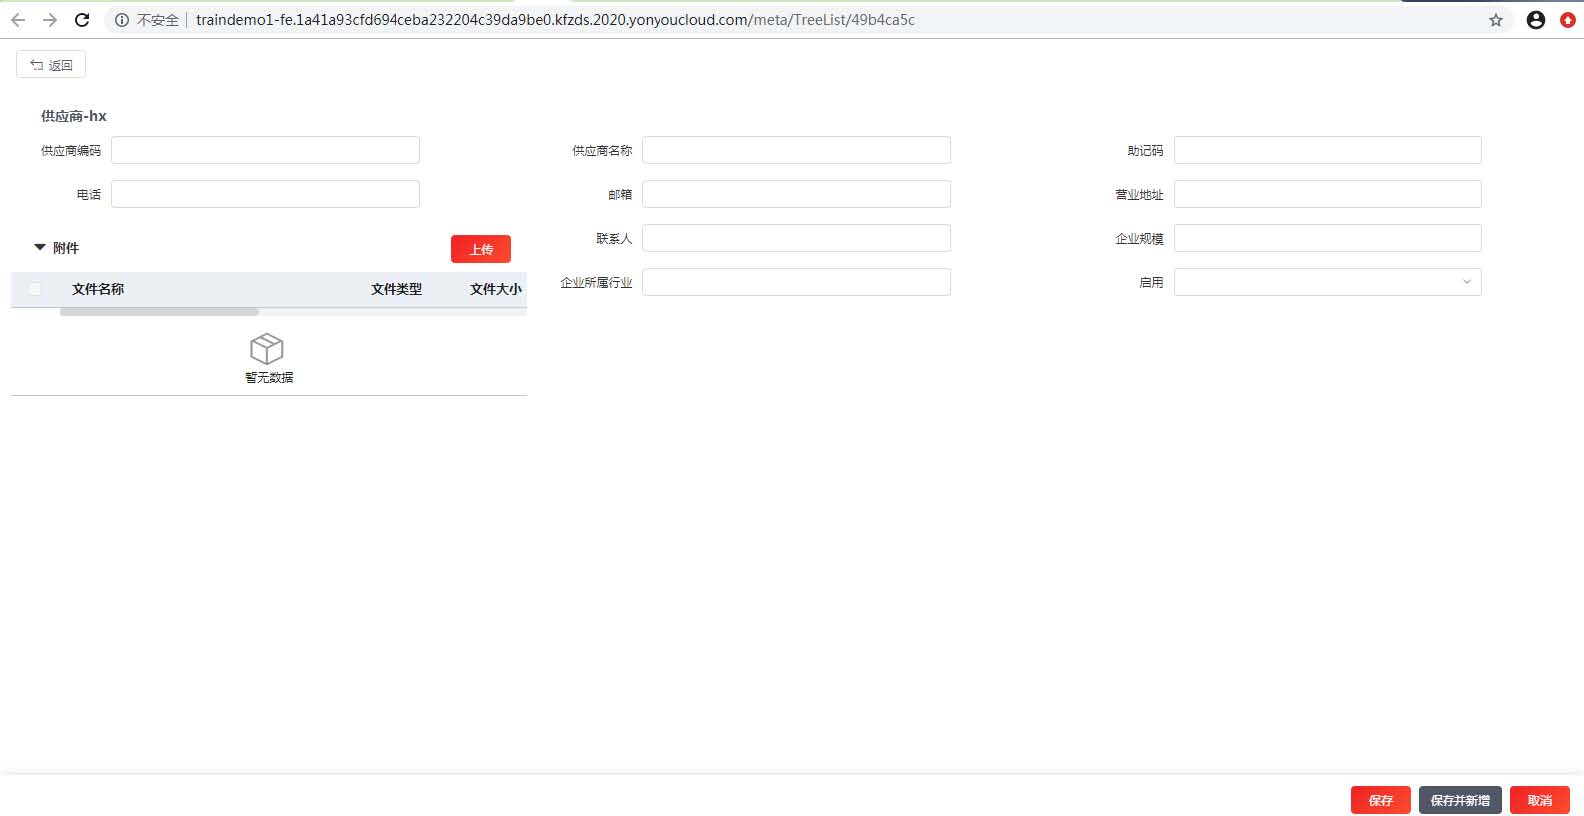 不安全 traindemo1-fe.1a41a93cfd694ceba232204c39da9be0.kfzds.2020.yonyoucloud.com/meta/TreeList/49b4ca5c
返回
供应商-hx
供应商编码 供应商名称 助记码
电话 邮箱 营业地址
联系人 企业规模
附件 上传
企业所属行业 启用
文件名称 文件类型 文件大小
暂无数据
保存 保存并新增 取消